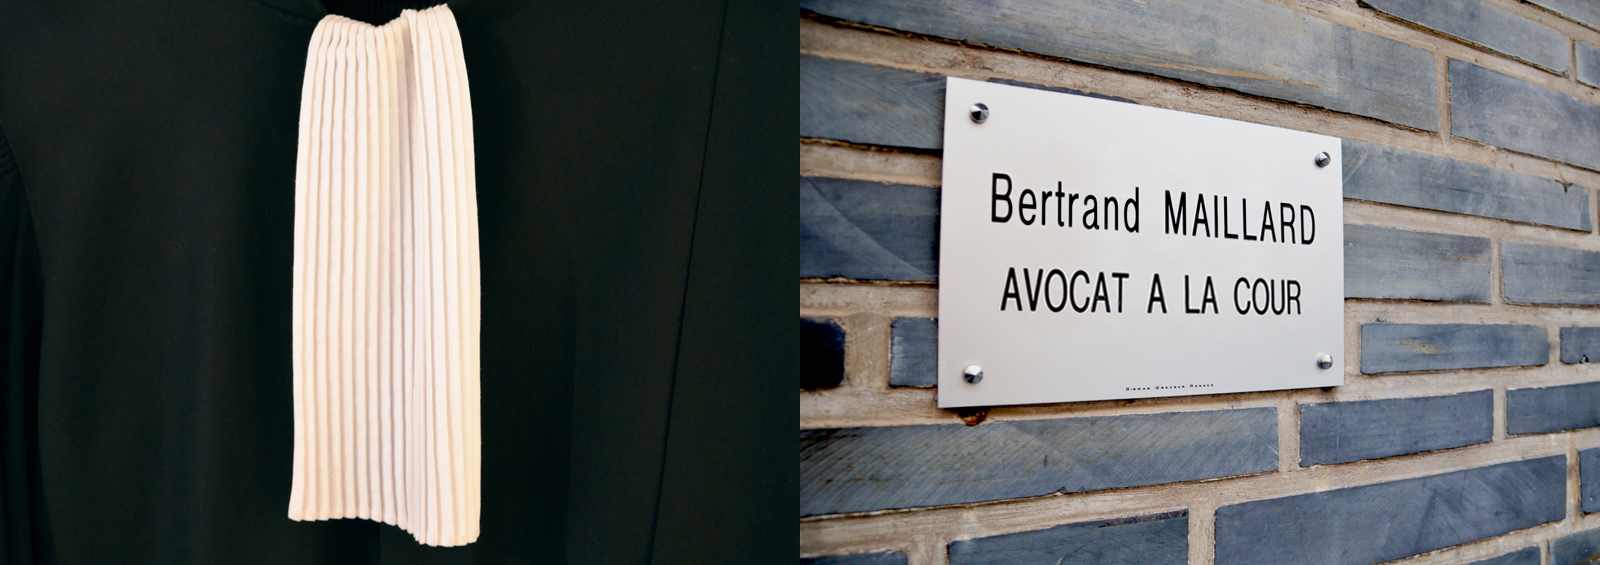 Bertrand MAILLARD
AVOCAT A LA COUR